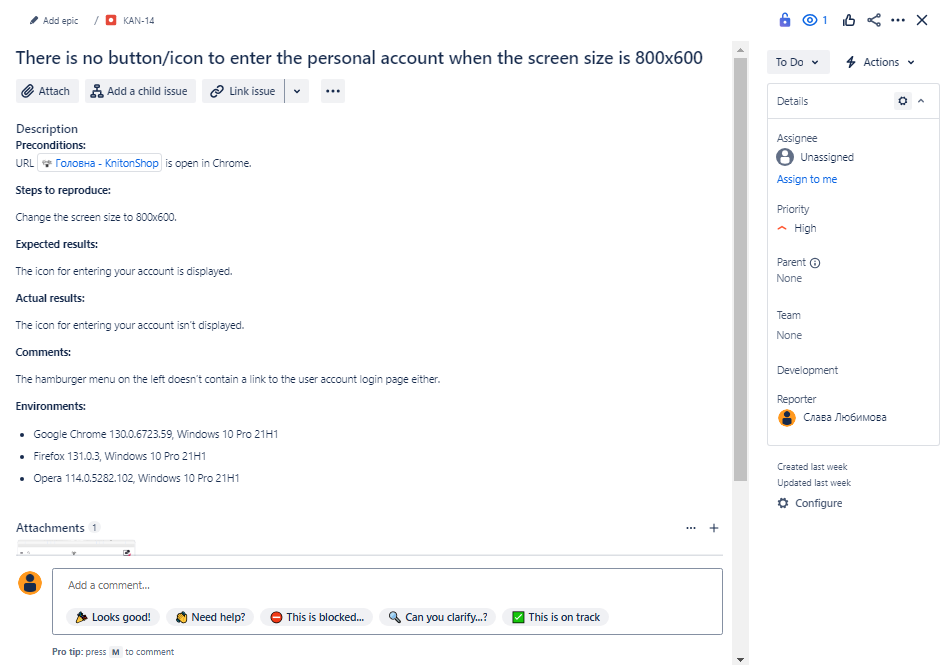 Add epic / KAN-14
1
There is no button/icon to enter the personal account when the screen size is 800x600
Attach Add a child issue Link issue
Description
Preconditions:
URL Головна - KnitonShop is open in Chrome.
Steps to reproduce:
Change the screen size to 800x600.
Expected results:
The icon for entering your account is displayed.
Actual results:
The icon for entering your account isn't displayed.
Comments:
The hamburger menu on the left doesn't contain a link to the user account login page either.
Environments:
Google Chrome 130.0.6723.59, Windows 10 Pro 21H1
Firefox 131.0.3, Windows 10 Pro 21H1
Opera 114.0.5282.102, Windows 10 Pro 21H1
Attachments 1
Add a comment...
Looks good! Need help? This is blocked... Can you clarify...? This is on track
Pro tip: press M to comment
To Do Actions
Details
Assignee
Unassigned
Assign to me
Priority
High
Parent
None
Team
None
Development
Reporter
Слава Любимова
Created last week
Updated last week
Configure